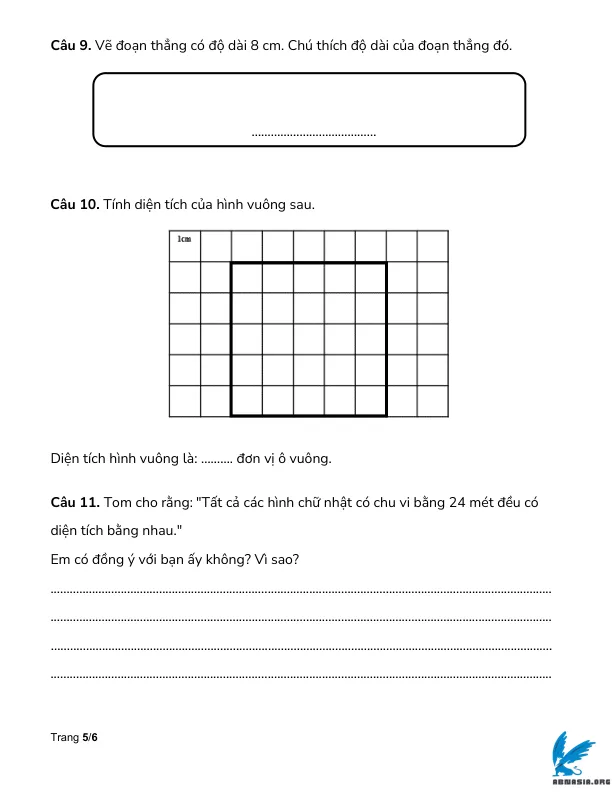 Câu 9. Vẽ đoạn thẳng có độ dài 8 cm. Chú thích độ dài của đoạn thẳng đó.
.......................................
Câu 10. Tính diện tích của hình vuông sau.
1cm
Diện tích hình vuông là: .......... đơn vị ô vuông.
Câu 11. Tom cho rằng: "Tất cả các hình chữ nhật có chu vi bằng 24 mét đều có
diện tích bằng nhau."
Em có đồng ý với bạn ấy không? Vì sao?
............................................................................................................................................................
............................................................................................................................................................
............................................................................................................................................................
............................................................................................................................................................
Trang 5/6
ABWASIA.ORG